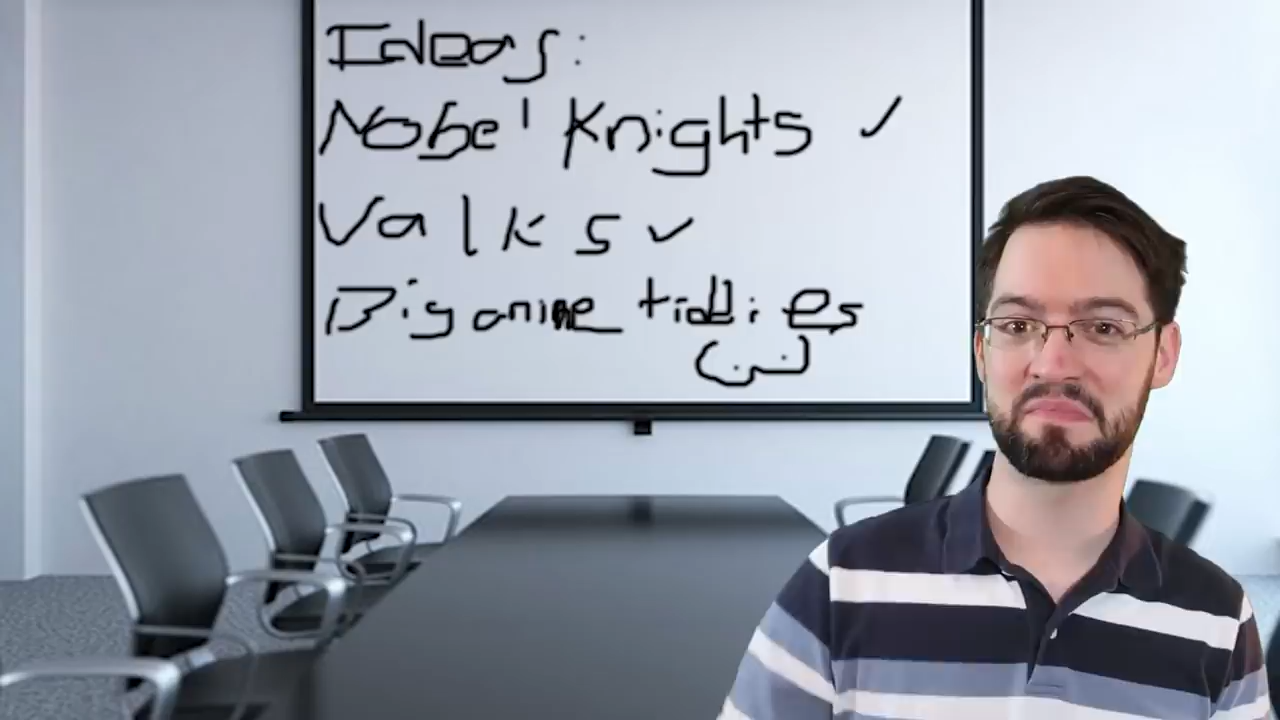 Ideas:
Nobel Knights ✓
Valks ✓
Big anime tiddies